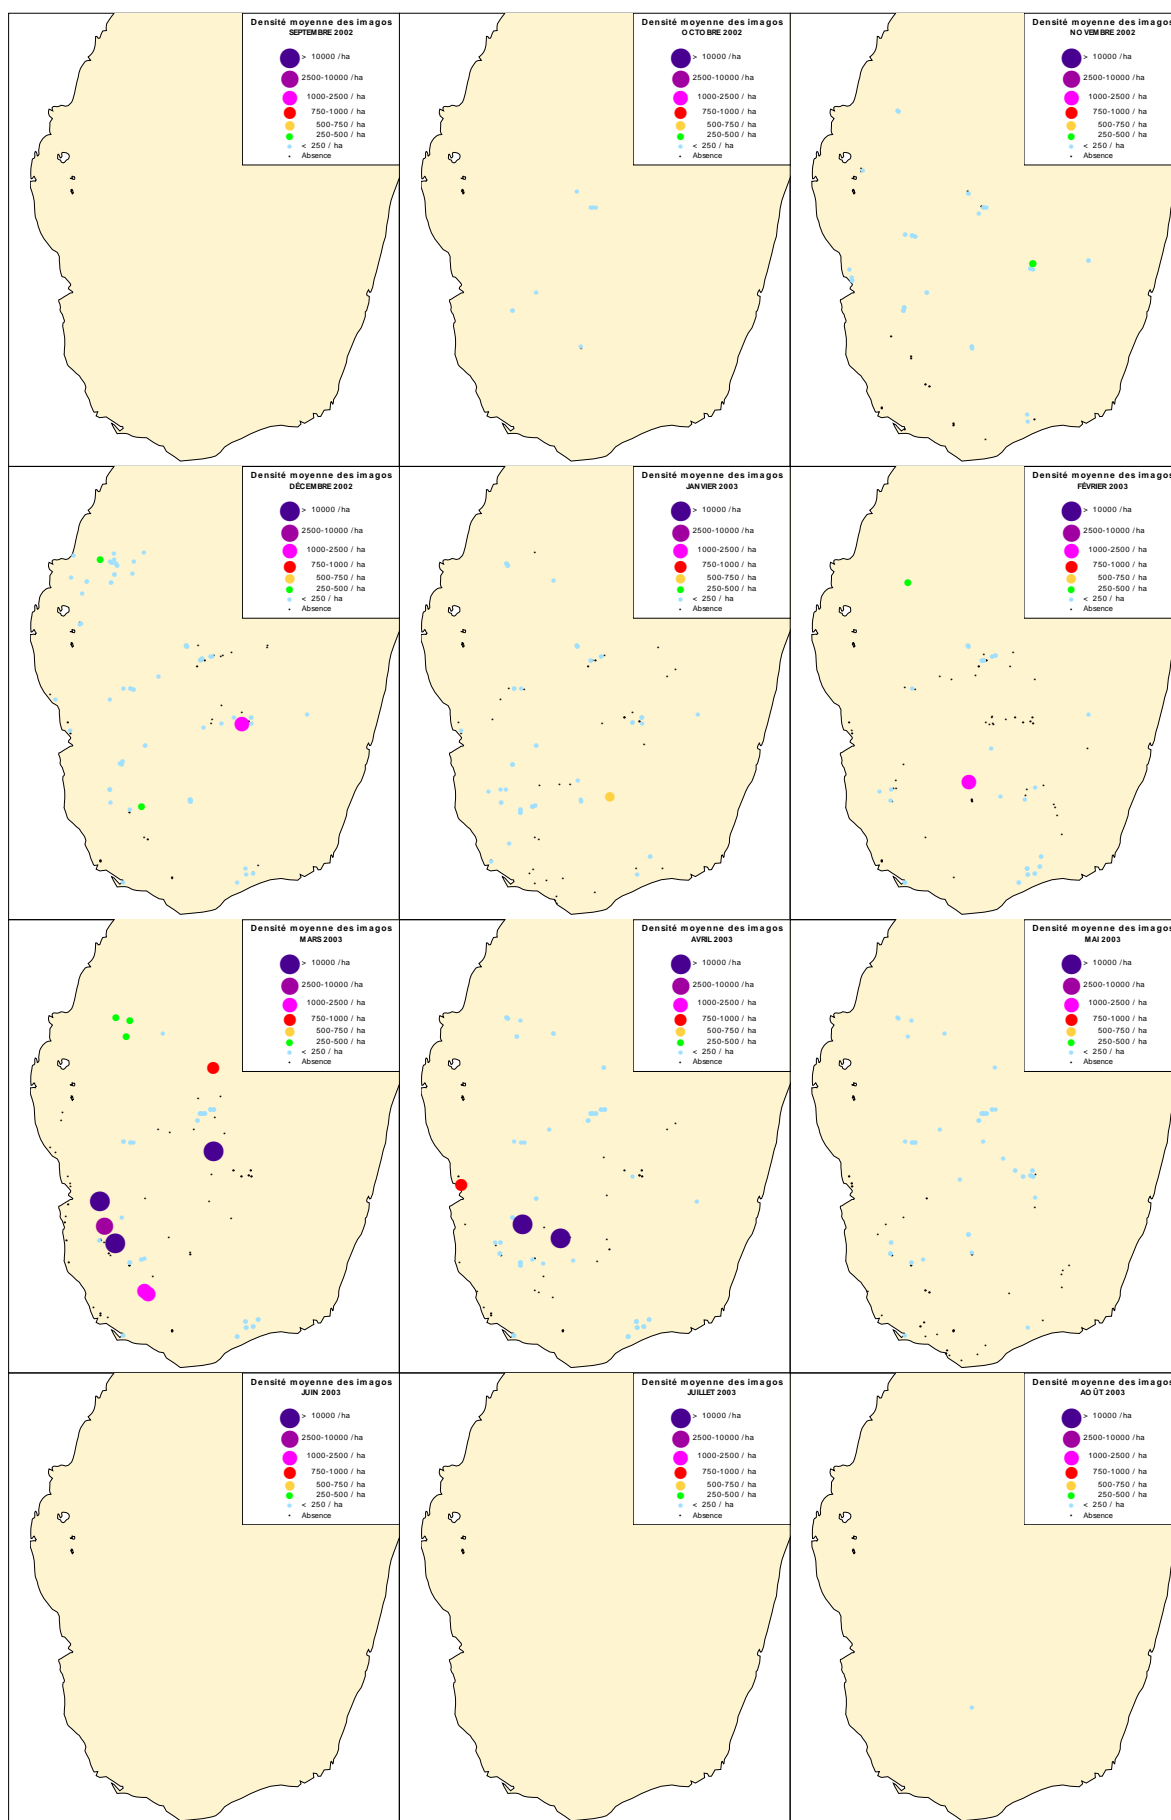 Densité moyenne des imagos
SEPTEMBRE 2002
> 10000 /ha
2500-10000 /ha
1000-2500 / ha
750-1000 / ha
500-750 / ha
250-500 / ha
< 250 / ha
Absence
Densité moyenne des imagos
OCTOBRE 2002
> 10000 /ha
2500-10000 /ha
1000-2500 / ha
750-1000 / ha
500-750 / ha
250-500 / ha
< 250 / ha
Absence
Densité moyenne des imagos
NOVEMBRE 2002
> 10000 /ha
2500-10000 /ha
1000-2500 / ha
750-1000 / ha
500-750 / ha
250-500 / ha
< 250 / ha
Absence
Densité moyenne des imagos
DÉCEMBRE 2002
> 10000 /ha
2500-10000 /ha
1000-2500 / ha
750-1000 / ha
500-750 / ha
250-500 / ha
< 250 / ha
Absence
Densité moyenne des imagos
JANVIER 2003
> 10000 /ha
2500-10000 /ha
1000-2500 / ha
750-1000 / ha
500-750 / ha
250-500 / ha
< 250 / ha
Absence
Densité moyenne des imagos
FÉVRIER 2003
> 10000 /ha
2500-10000 /ha
1000-2500 / ha
750-1000 / ha
500-750 / ha
250-500 / ha
< 250 / ha
Absence
Densité moyenne des imagos
MARS 2003
> 10000 /ha
2500-10000 /ha
1000-2500 / ha
750-1000 / ha
500-750 / ha
250-500 / ha
< 250 / ha
Absence
Densité moyenne des imagos
AVRIL 2003
> 10000 /ha
2500-10000 /ha
1000-2500 / ha
750-1000 / ha
500-750 / ha
250-500 / ha
< 250 / ha
Absence
Densité moyenne des imagos
MAI 2003
> 10000 /ha
2500-10000 /ha
1000-2500 / ha
750-1000 / ha
500-750 / ha
250-500 / ha
< 250 / ha
Absence
Densité moyenne des imagos
JUIN 2003
> 10000 /ha
2500-10000 /ha
1000-2500 / ha
750-1000 / ha
500-750 / ha
250-500 / ha
< 250 / ha
Absence
Densité moyenne des imagos
JUILLET 2003
> 10000 /ha
2500-10000 /ha
1000-2500 / ha
750-1000 / ha
500-750 / ha
250-500 / ha
< 250 / ha
Absence
Densité moyenne des imagos
AOÛT 2003
> 10000 /ha
2500-10000 /ha
1000-2500 / ha
750-1000 / ha
500-750 / ha
250-500 / ha
< 250 / ha
Absence